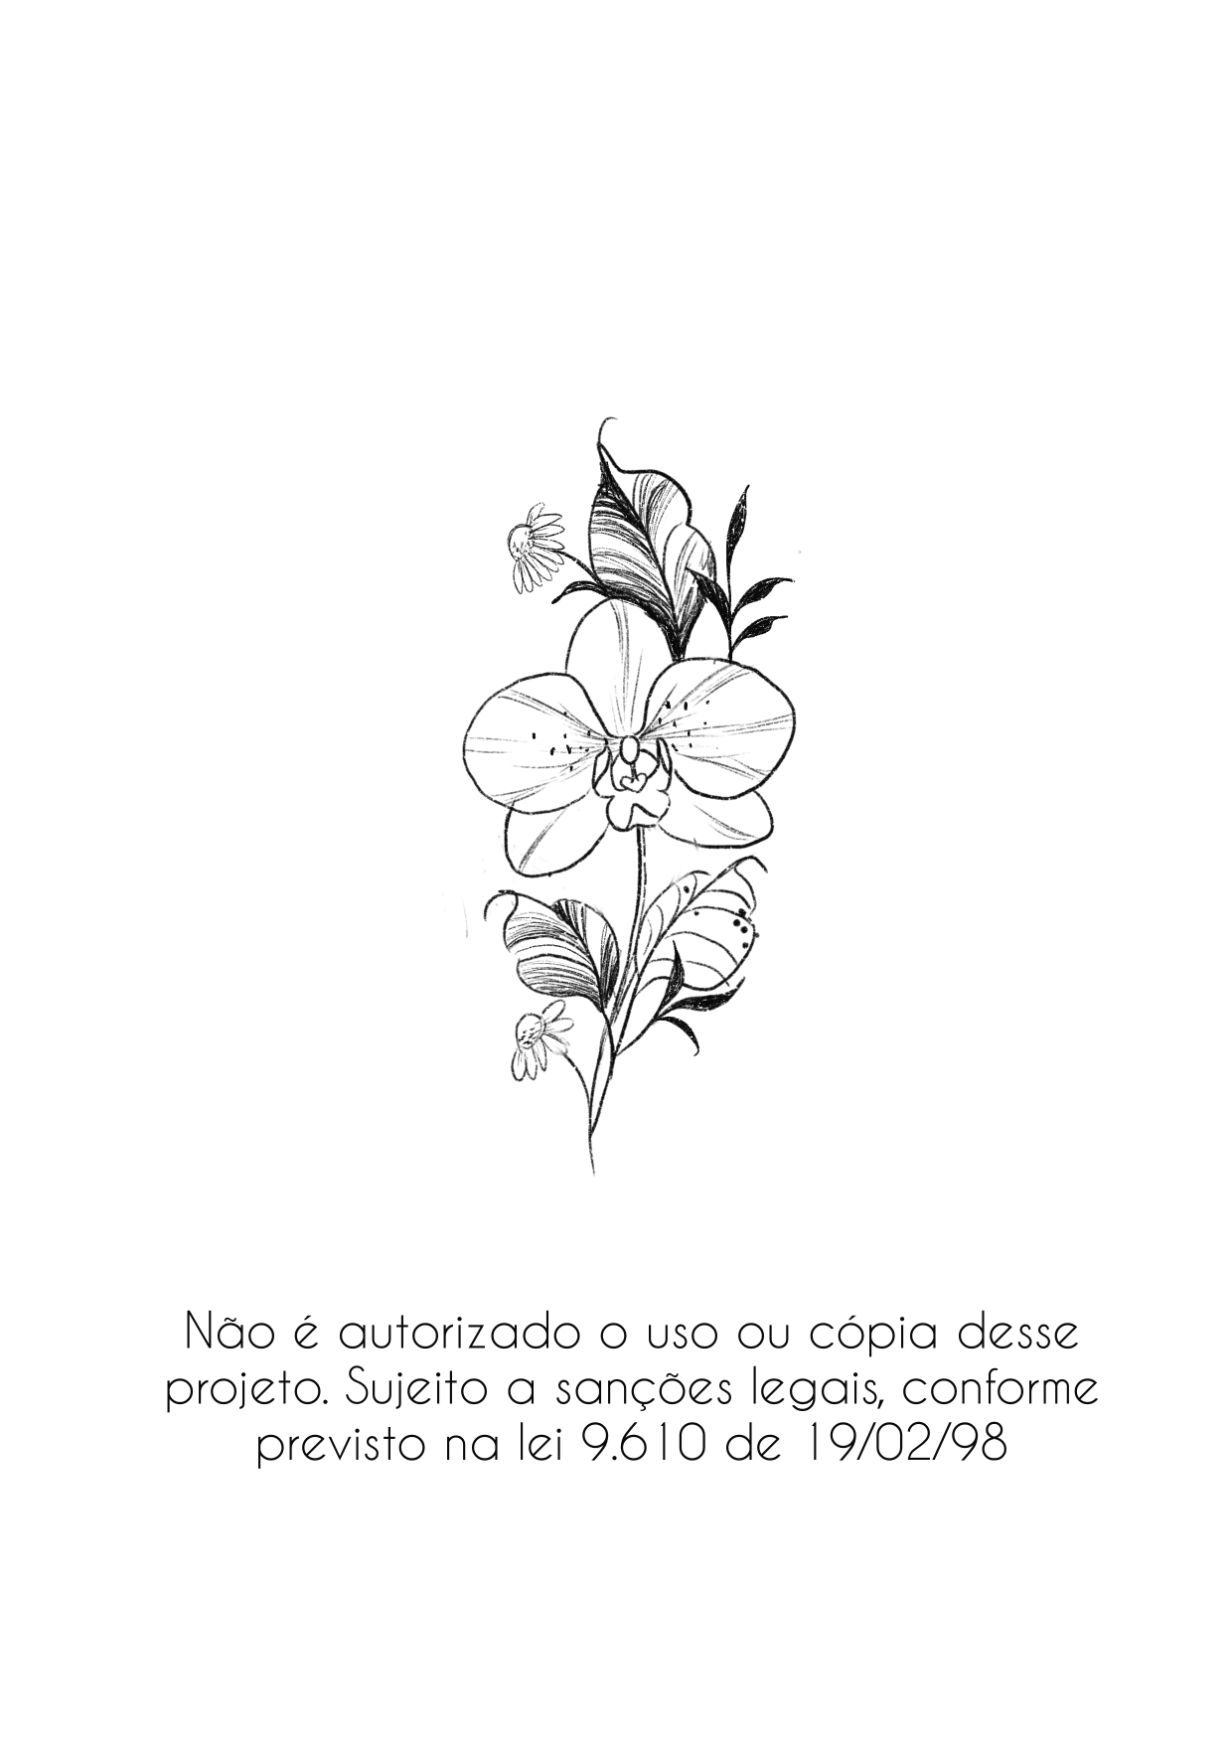 Não é autorizado o uso ou cópia desse
projeto. Sujeito a sanções legais, conforme
previsto na lei 9.610 de 19/02/98